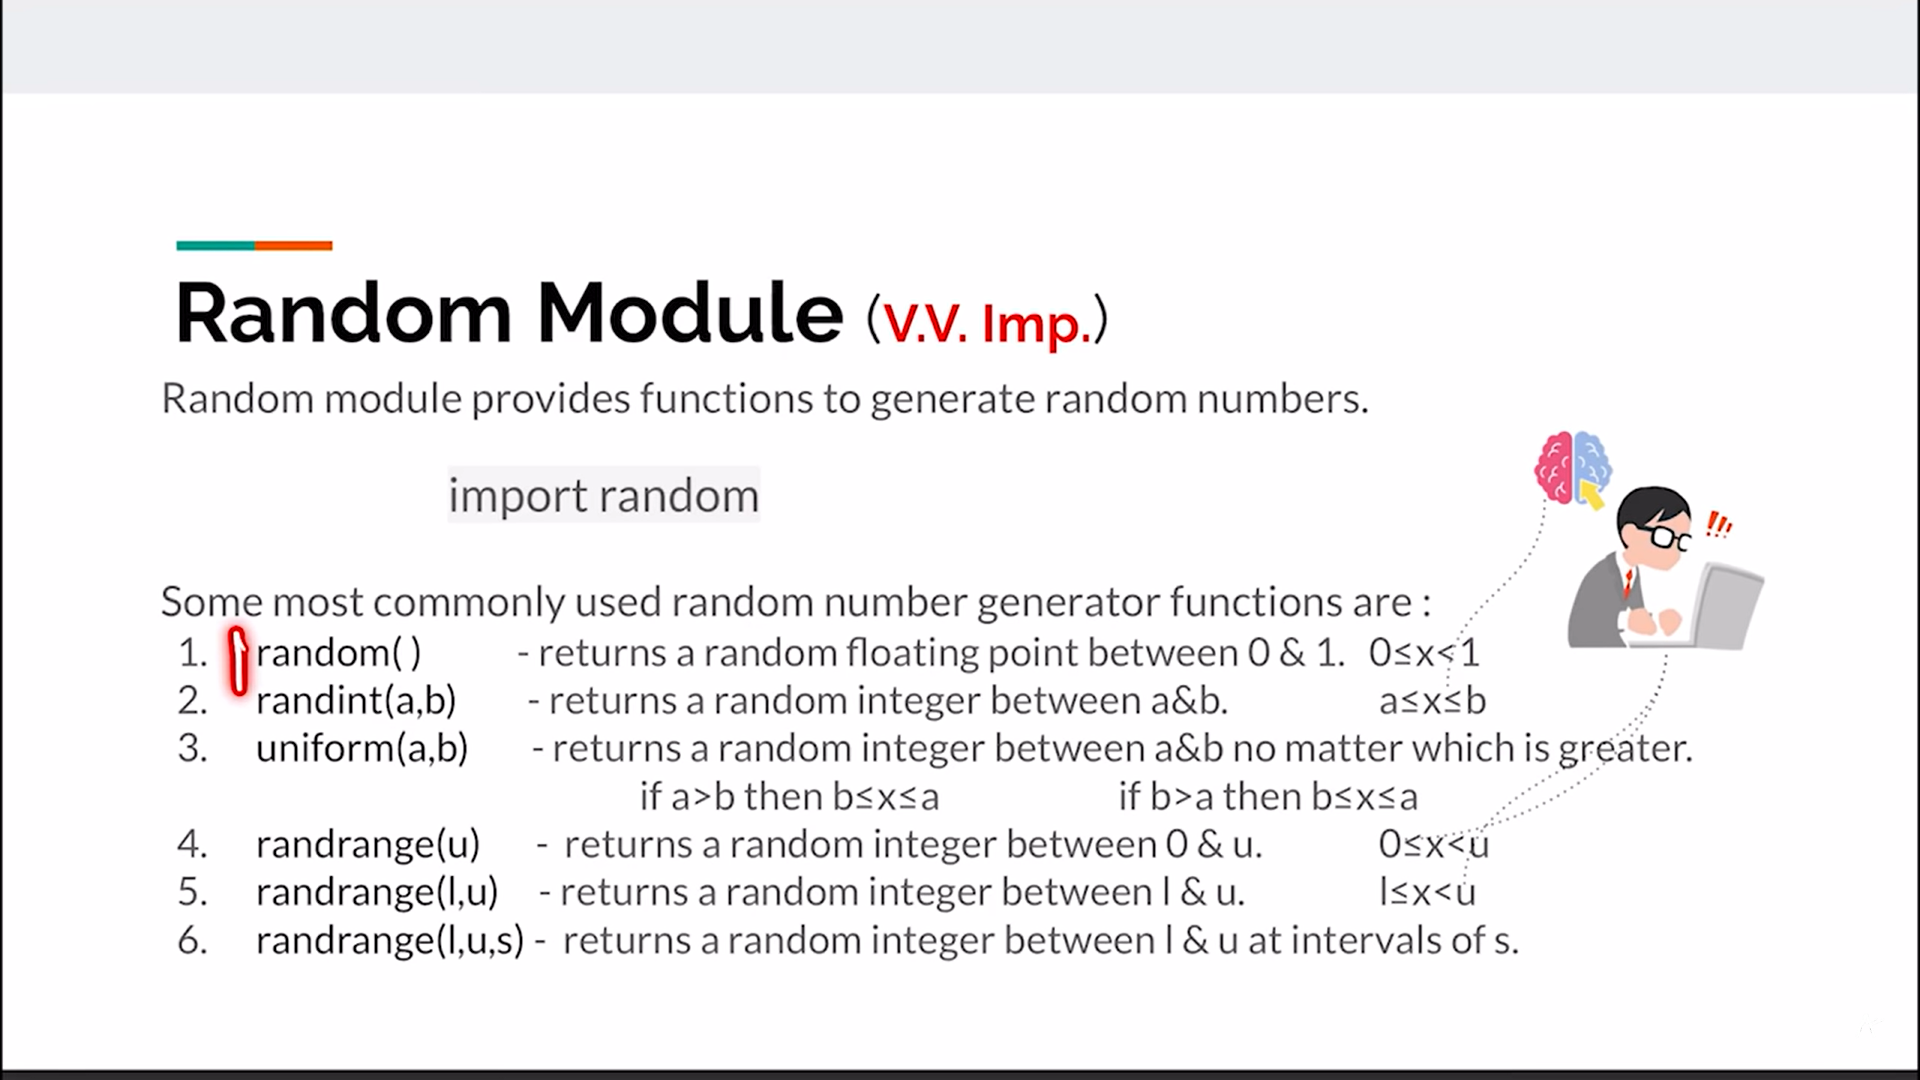 Random Module (V.V. Imp.)
Random module provides functions to generate random numbers.
import random
Some most commonly used random number generator functions are :
1. random( ) - returns a random floating point between 0 & 1. 0≤x<1
2. randint(a,b) - returns a random integer between a&b. a≤x≤b
3. uniform(a,b) - returns a random integer between a&b no matter which is greater.
if a>b then b≤x≤a if b>a then b≤x≤a
4. randrange(u) - returns a random integer between 0 & u. 0≤x<u
5. randrange(l,u) - returns a random integer between l & u. l≤x<u
6. randrange(l,u,s) - returns a random integer between l & u at intervals of s.